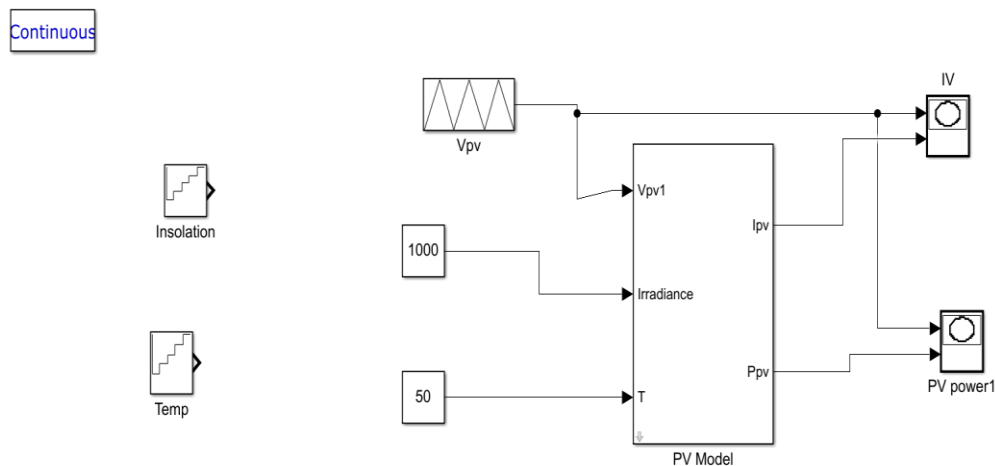 Continuous
IV
Vpv
Vpv1
Insolation
Ipv
1000
Irradiance
Ppv
PV power1
50
T
Temp
PV Model